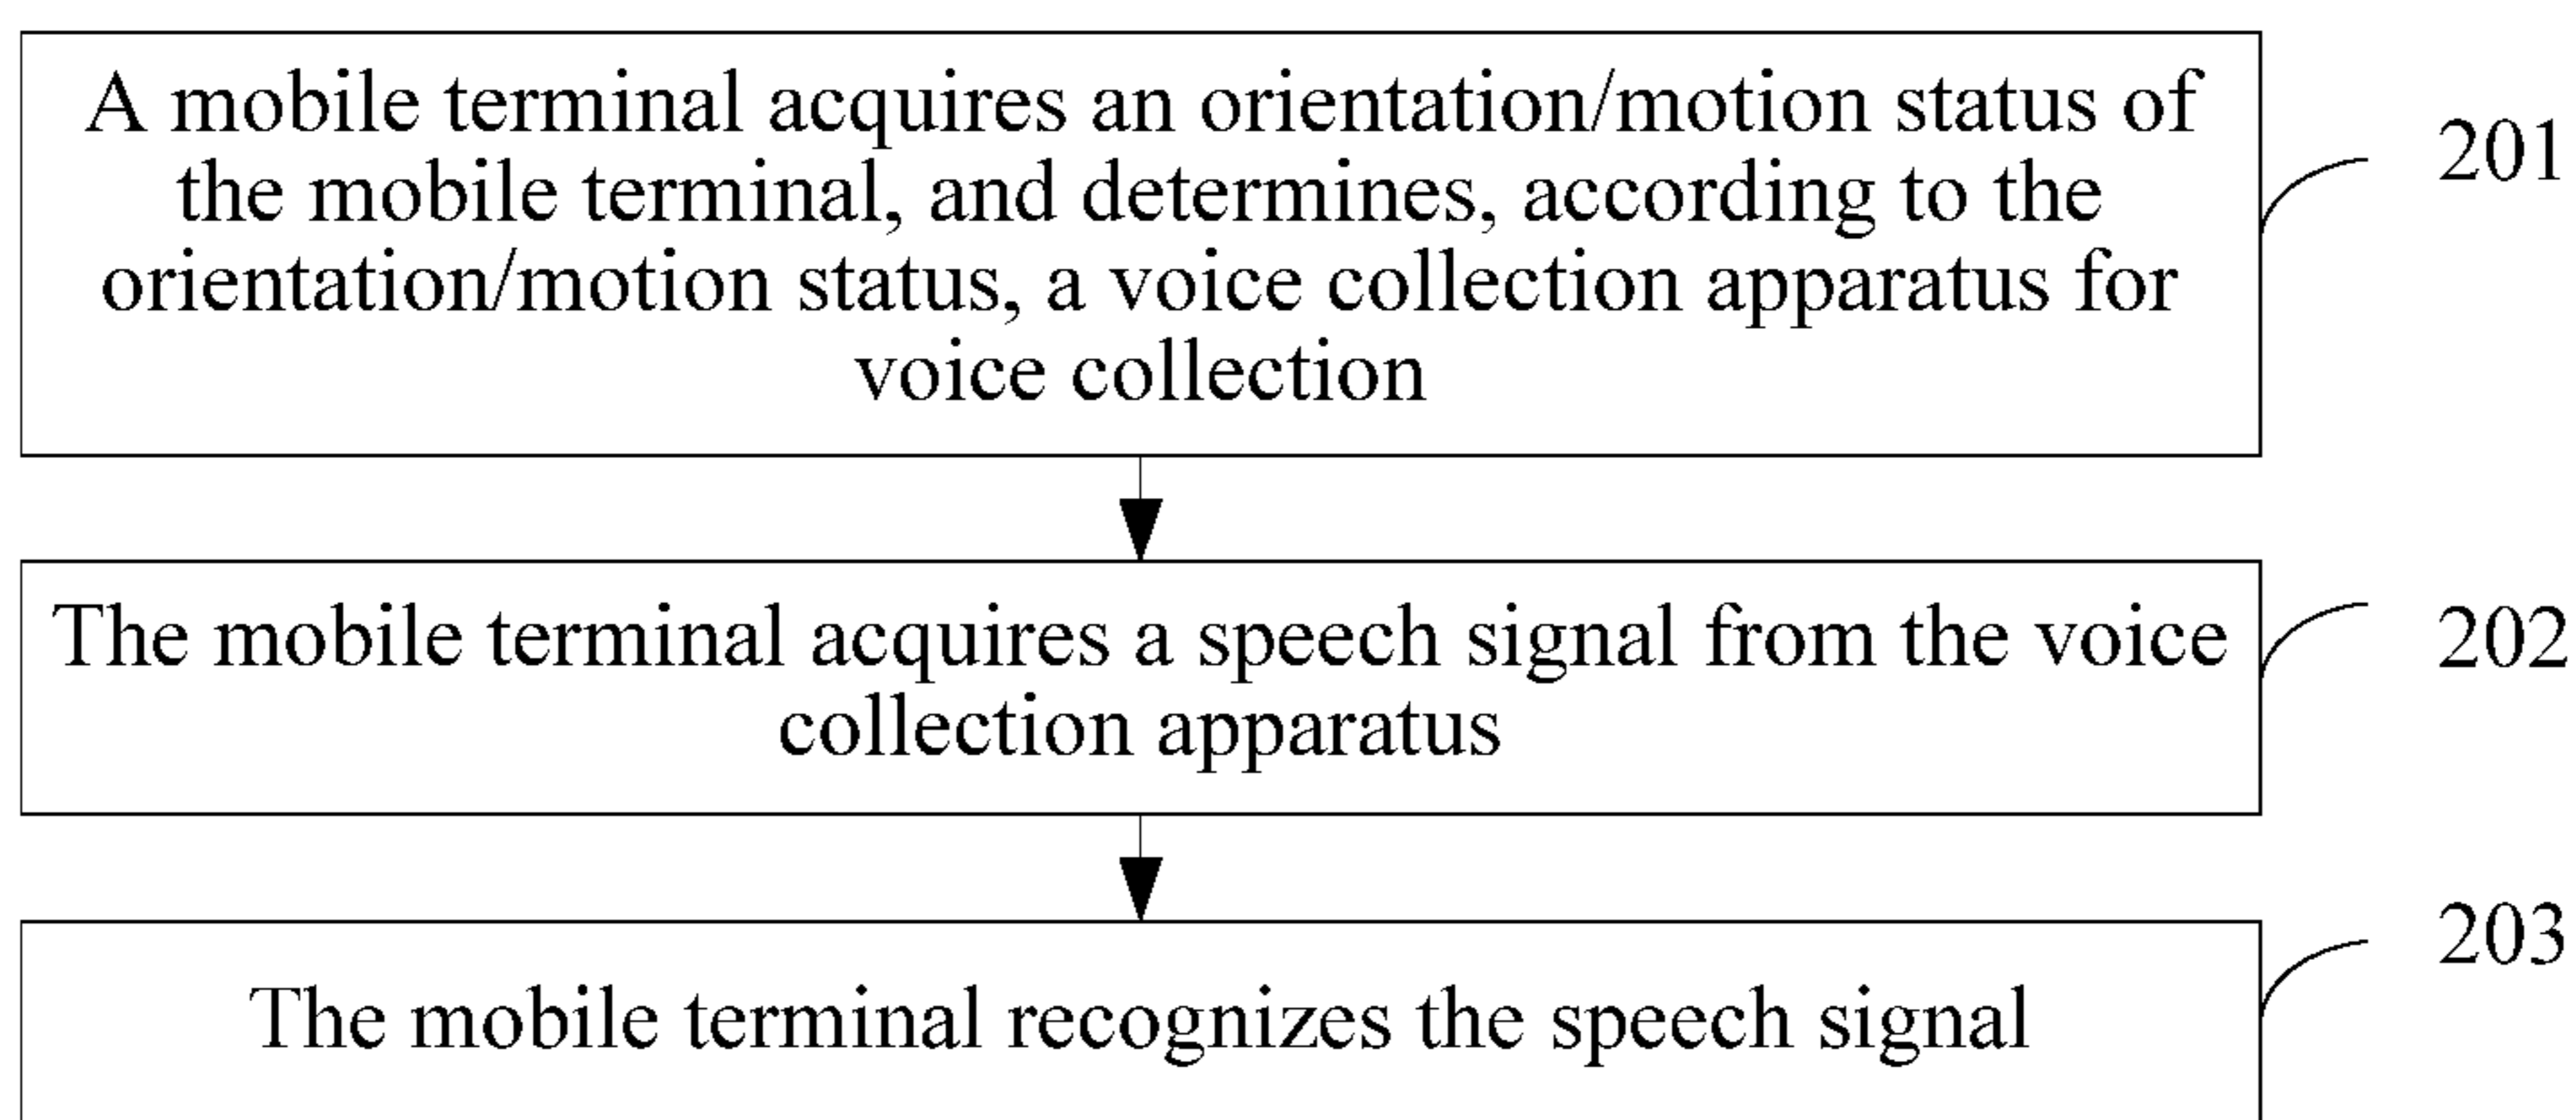 A mobile terminal acquires an orientation/motion status of
the mobile terminal, and determines, according to the
orientation/motion status, a voice collection apparatus for
voice collection
201
The mobile terminal acquires a speech signal from the voice
collection apparatus
202
The mobile terminal recognizes the speech signal
203